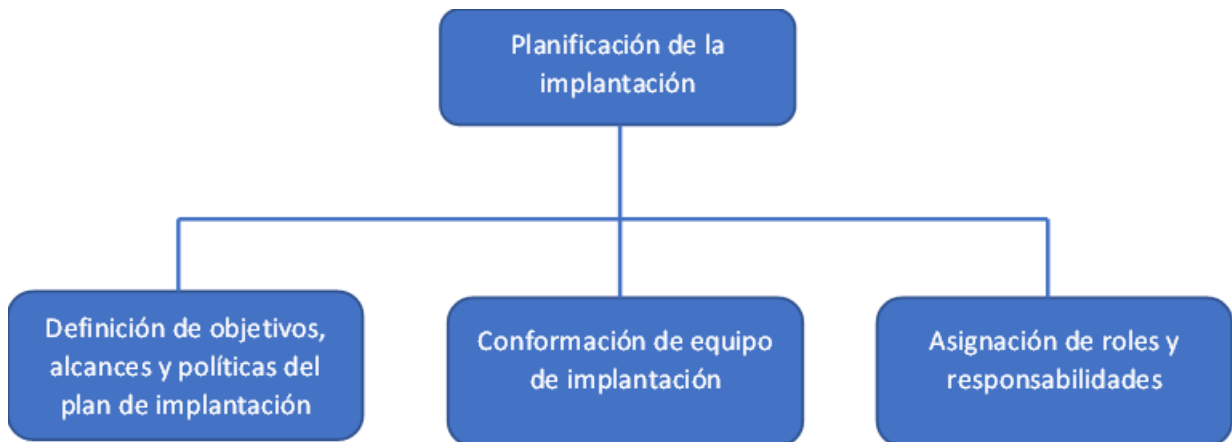 Planificación de la
implantación
Definición de objetivos,
alcances y políticas del
plan de implantación
Conformación de equipo
de implantación
Asignación de roles y
responsabilidades